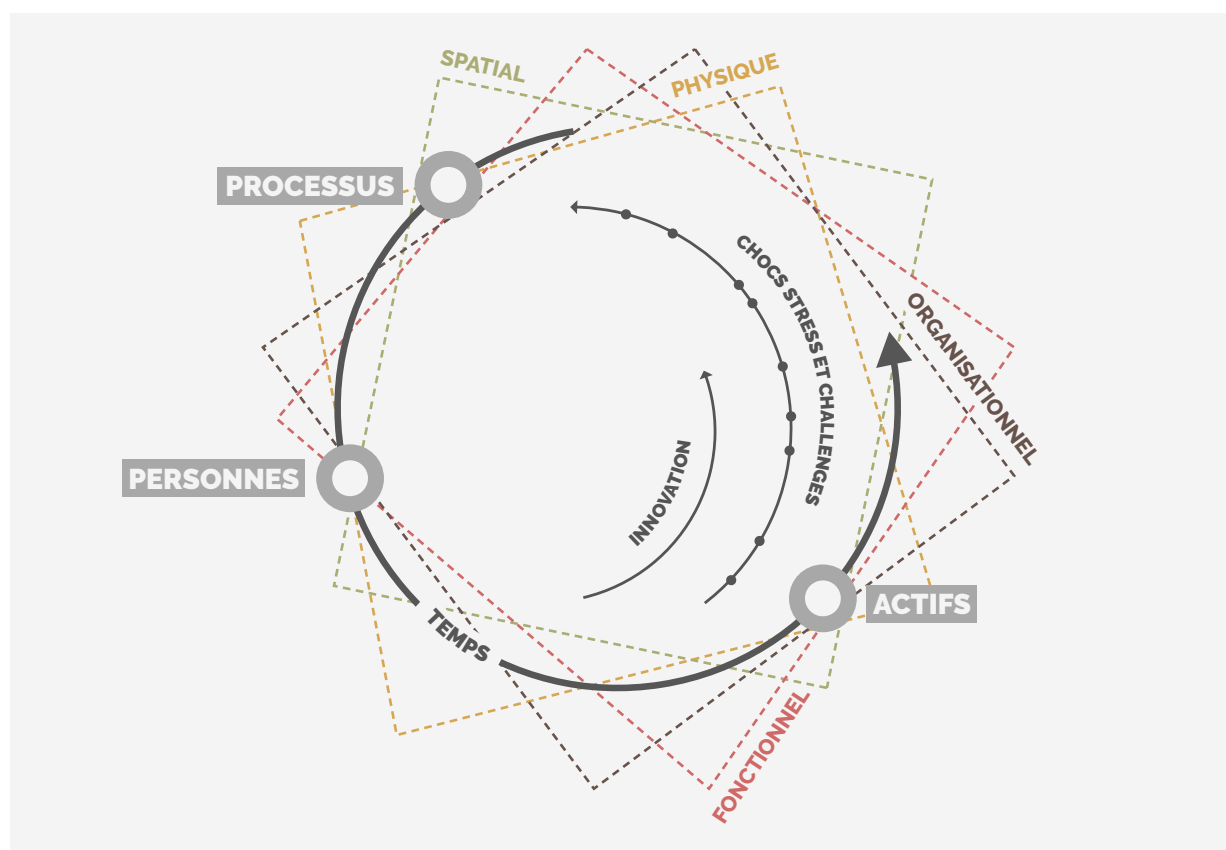 SPATIAL
PHYSIQUE
PROCESSUS
CHOCS STRESS ET CHALLENGES
ORGANISATIONNEL
INNOVATION
PERSONNES
ACTIFS
TEMPS
FONCTIONNEL